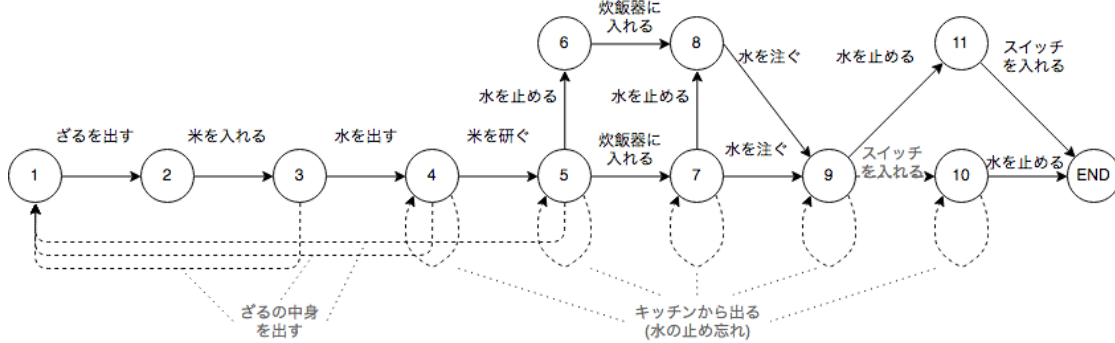 炊飯器に
入れる
6
8
11
水を注ぐ
水を止める
スイッチ
を入れる
水を止める
水を止める
ざるを出す
米を入れる
水を出す
米を研ぐ
炊飯器に
入れる
水を注ぐ
スイッチ
を入れる
水を止める
1
2
3
4
5
7
9
10
END
ざるの中身
を出す
キッチンから出る
(水の止め忘れ)